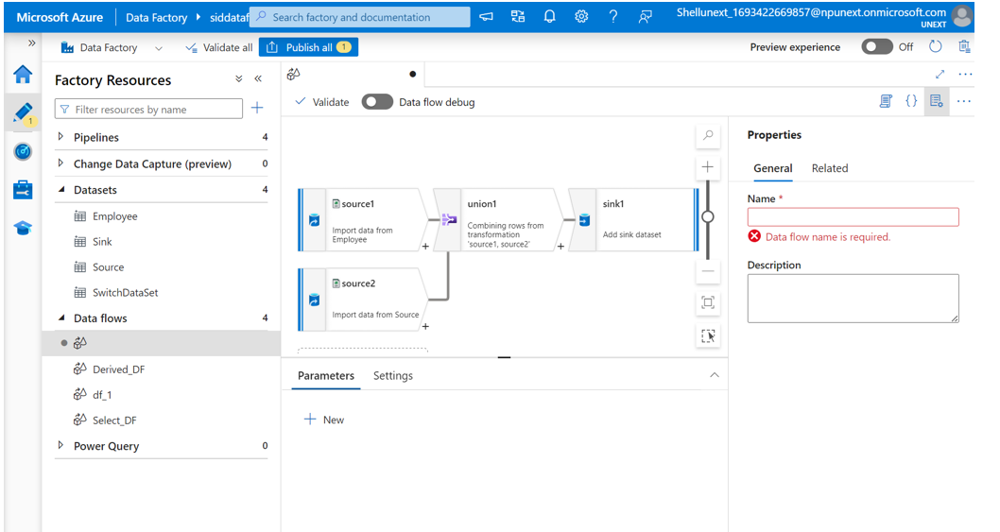 Microsoft Azure
Data Factory
siddataf
Search factory and documentation
Shellunext_1693422669857@npunext.onmicrosoft.com
UNEXT
Data Factory
Validate all
Publish all 1
Preview experience
Off
1
Factory Resources
Filter resources by name
Pipelines 4
Change Data Capture (preview) 0
Datasets 4
Employee
Sink
Source
SwitchDataSet
Data flows 4
Derived_DF
df_1
Select_DF
Power Query 0
Validate
Data flow debug
source1
Import data from
Employee
+
union1
Combining rows from
transformation
'source1, source2'
+
sink1
Add sink dataset
source2
Import data from Source
+
Parameters
Settings
New
Properties
General
Related
Name *
Data flow name is required.
Description